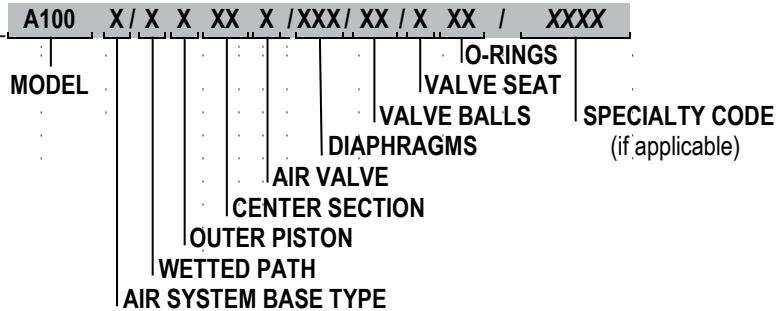 A100 X / X X XX X / XXX / XX / X XX / XXXX
O-RINGS
MODEL VALVE SEAT
VALVE BALLS SPECIALTY CODE
DIAPHRAGMS (if applicable)
AIR VALVE
CENTER SECTION
OUTER PISTON
WETTED PATH
AIR SYSTEM BASE TYPE